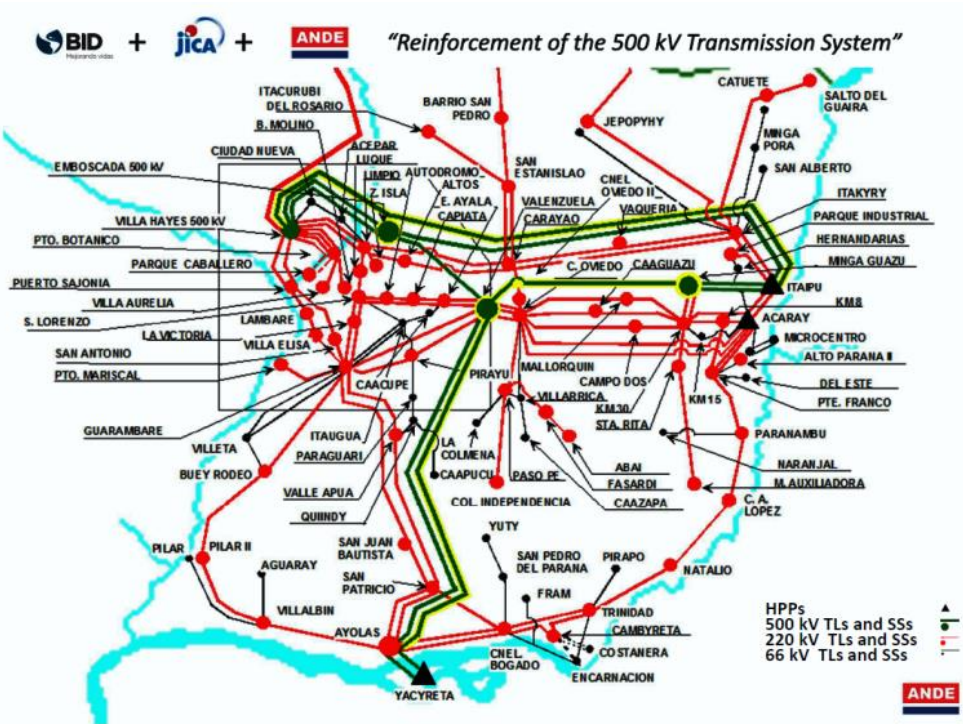 BID
Mejorando vidas
+
JICA
+
ANDE
“Reinforcement of the 500 kV Transmission System”
ITACURUBI
DEL ROSARIO
BARRIO SAN
PEDRO
CATUETE
SALTO DEL
GUAIRA
JEPOPYHY
B. MOLINO
CIUDAD NUEVA
ACEPAR
LUQUE
LIMPIO
Z. ISLA
AUTODROMO
ALTOS
E. AYALA
CAPIATA
SAN
ESTANISLAO
MINGA
PORA
SAN ALBERTO
EMBOSCADA 500 kV
CNEL
OVIEDO II
VALENZUELA
CARAYAO
VAQUERIA
ITAKYRY
PARQUE INDUSTRIAL
VILLA HAYES 500 kV
PTO. BOTANICO
HERNANDARIAS
PARQUE CABALLERO
C. OVIEDO
CAAGUAZU
MINGA GUAZU
PUERTO SAJONIA
ITAIPU
VILLA AURELIA
KM8
S. LORENZO
LAMBARE
ACARAY
LA VICTORIA
VILLA ELISA
MICROCENTRO
SAN ANTONIO
ALTO PARANA II
PTO. MARISCAL
CAACUPE
PIRAYU
MALLORQUIN
CAMPO DOS
DEL ESTE
KM15
PTE. FRANCO
VILLARRICA
KM30
STA. RITA
GUARAMBARE
ITAUGUA
PARAGUARI
LA
COLMENA
PARANAMBU
VILLETA
BUEY RODEO
CAAPUCU
PASO PE
ABAI
NARANJAL
VALLE APUA
FASARDI
M. AUXILIADORA
COL. INDEPENDENCIA
CAAZAPA
QUIINDY
C. A.
LOPEZ
YUTY
SAN JUAN
BAUTISTA
PILAR
PILAR II
SAN PEDRO
DEL PARANA
PIRAPO
NATALIO
AGUARAY
SAN
PATRICIO
FRAM
VILLALBIN
TRINIDAD
AYOLAS
CAMBYRETA
CNEL.
BOGADO
COSTANERA
ENCARNACION
YACYRETA
HPPs
500 kV TLs and SSs
220 kV TLs and SSs
66 kV TLs and SSs
ANDE